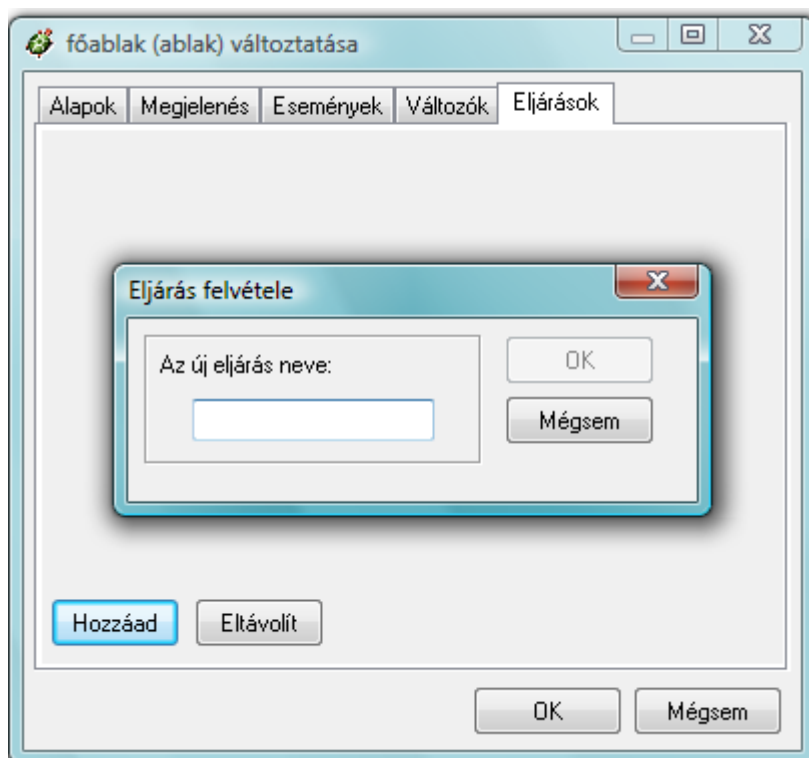 főablak (ablak) változtatása
Alapok Megjelenés Események Változók Eljárások
Eljárás felvétele
Az új eljárás neve:
OK
Mégsem
Hozzáad Eltávolít
OK Mégsem